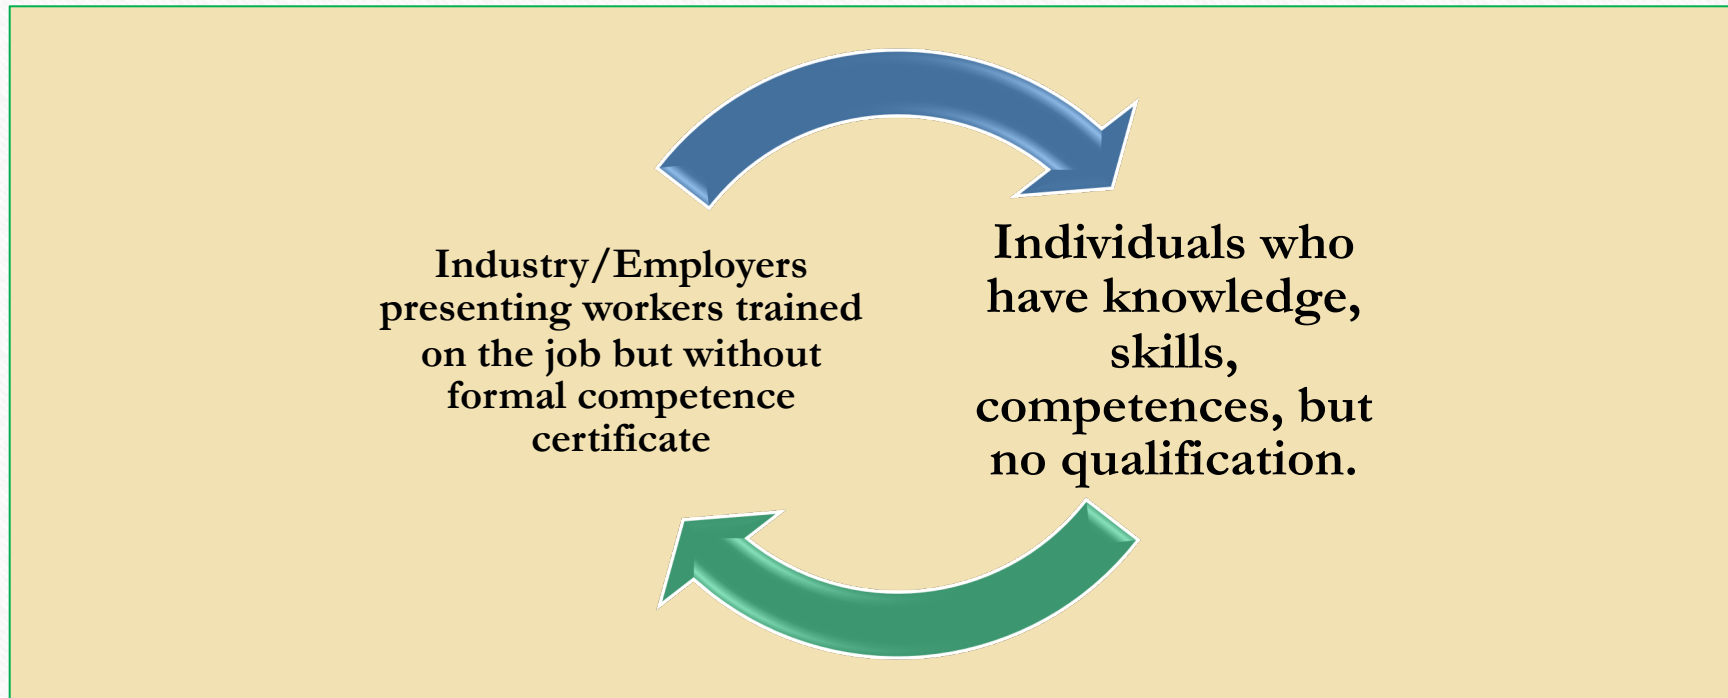 Industry/Employers
presenting workers trained
on the job but without
formal competence
certificate
Individuals who
have knowledge,
skills,
competences, but
no qualification.